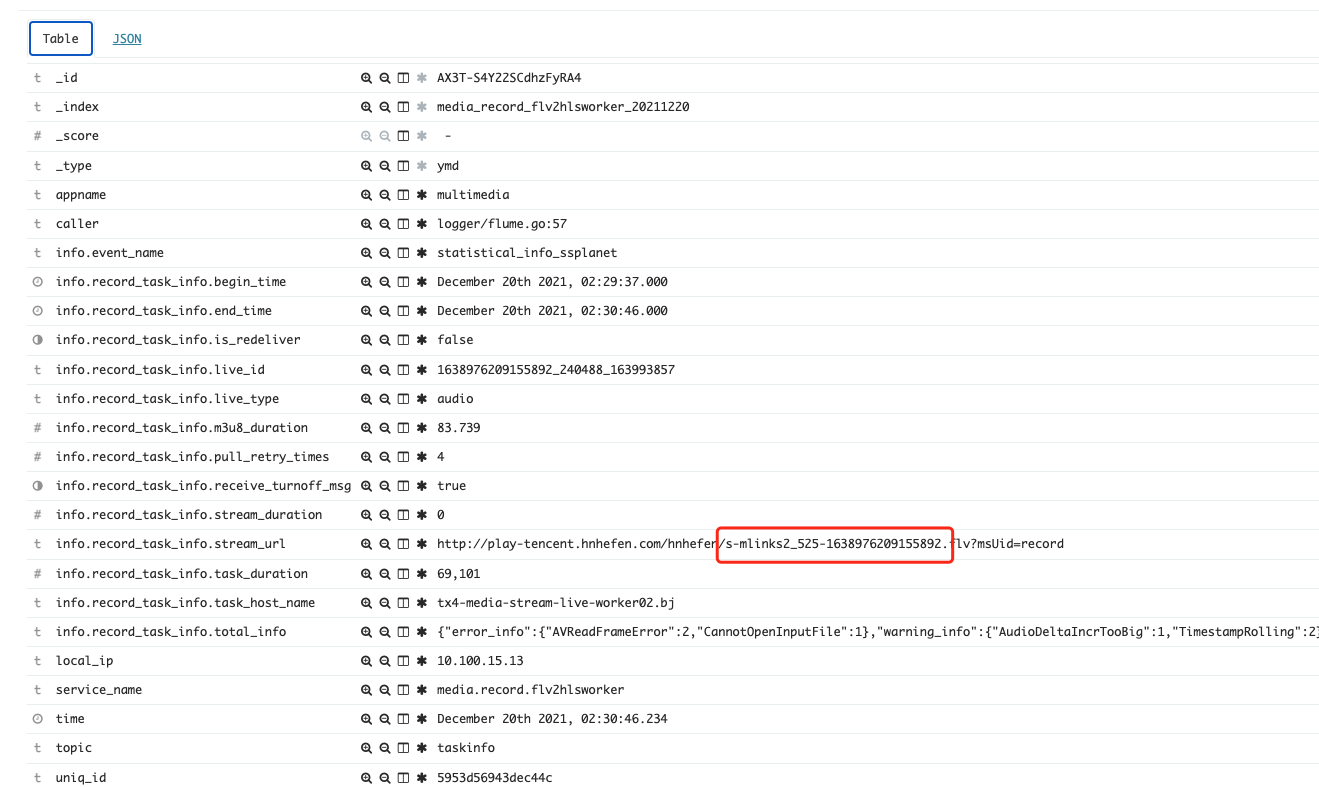 Table JSON
t _id AX3T-S4Y22SCdhzFyRA4
t _index media_record_flv2hlsworker_20211220
# _score -
t _type ymd
t appname multimedia
t caller logger/flume.go:57
t info.event_name statistical_info_ssplanet
info.record_task_info.begin_time December 20th 2021, 02:29:37.000
info.record_task_info.end_time December 20th 2021, 02:30:46.000
info.record_task_info.is_redeliver false
t info.record_task_info.live_id 1638976209155892_240488_163993857
t info.record_task_info.live_type audio
# info.record_task_info.m3u8_duration 83.739
# info.record_task_info.pull_retry_times 4
info.record_task_info.receive_turnoff_msg true
# info.record_task_info.stream_duration 0
t info.record_task_info.stream_url http://play-tencent.hnhefen.com/hnhefen/s-mlinks2_525-1638976209155892.flv?msUid=record
# info.record_task_info.task_duration 69,101
t info.record_task_info.task_host_name tx4-media-stream-live-worker02.bj
t info.record_task_info.total_info {"error_info":{"AVReadFrameError":2,"CannotOpenInputFile":1},"warning_info":{"AudioDeltaIncrTooBig":1,"TimestampRolling":2}
t local_ip 10.100.15.13
t service_name media.record.flv2hlsworker
time December 20th 2021, 02:30:46.234
t topic taskinfo
t uniq_id 5953d56943dec44c